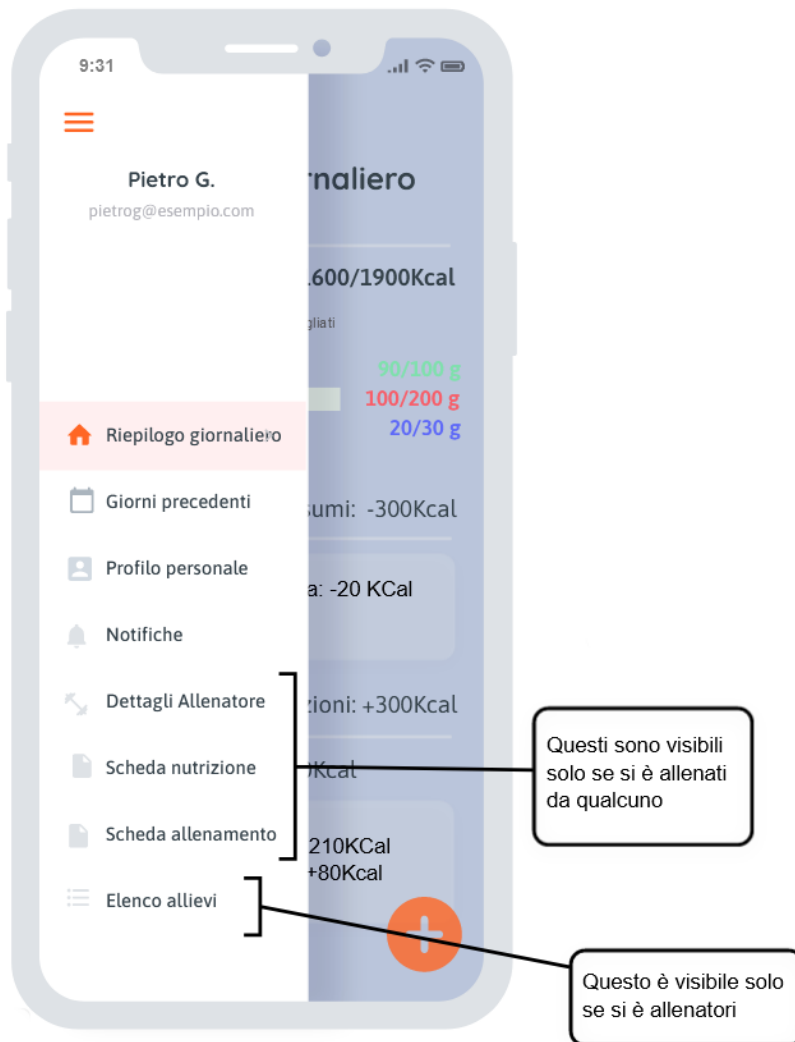 9:31
Pietro G.
pietrog@esempio.com
rnaliero
.600/1900Kcal
gliati
90/100 g
100/200 g
20/30 g
Riepilogo giornaliero
Giorni precedenti
sumi: -300Kcal
Profilo personale
a: -20 KCal
Notifiche
Dettagli Allenatore
zioni: +300Kcal
Scheda nutrizione
0Kcal
Scheda allenamento
210KCal
+80Kcal
Elenco allievi
Questi sono visibili
solo se si è allenati
da qualcuno
Questo è visibile solo
se si è allenatori